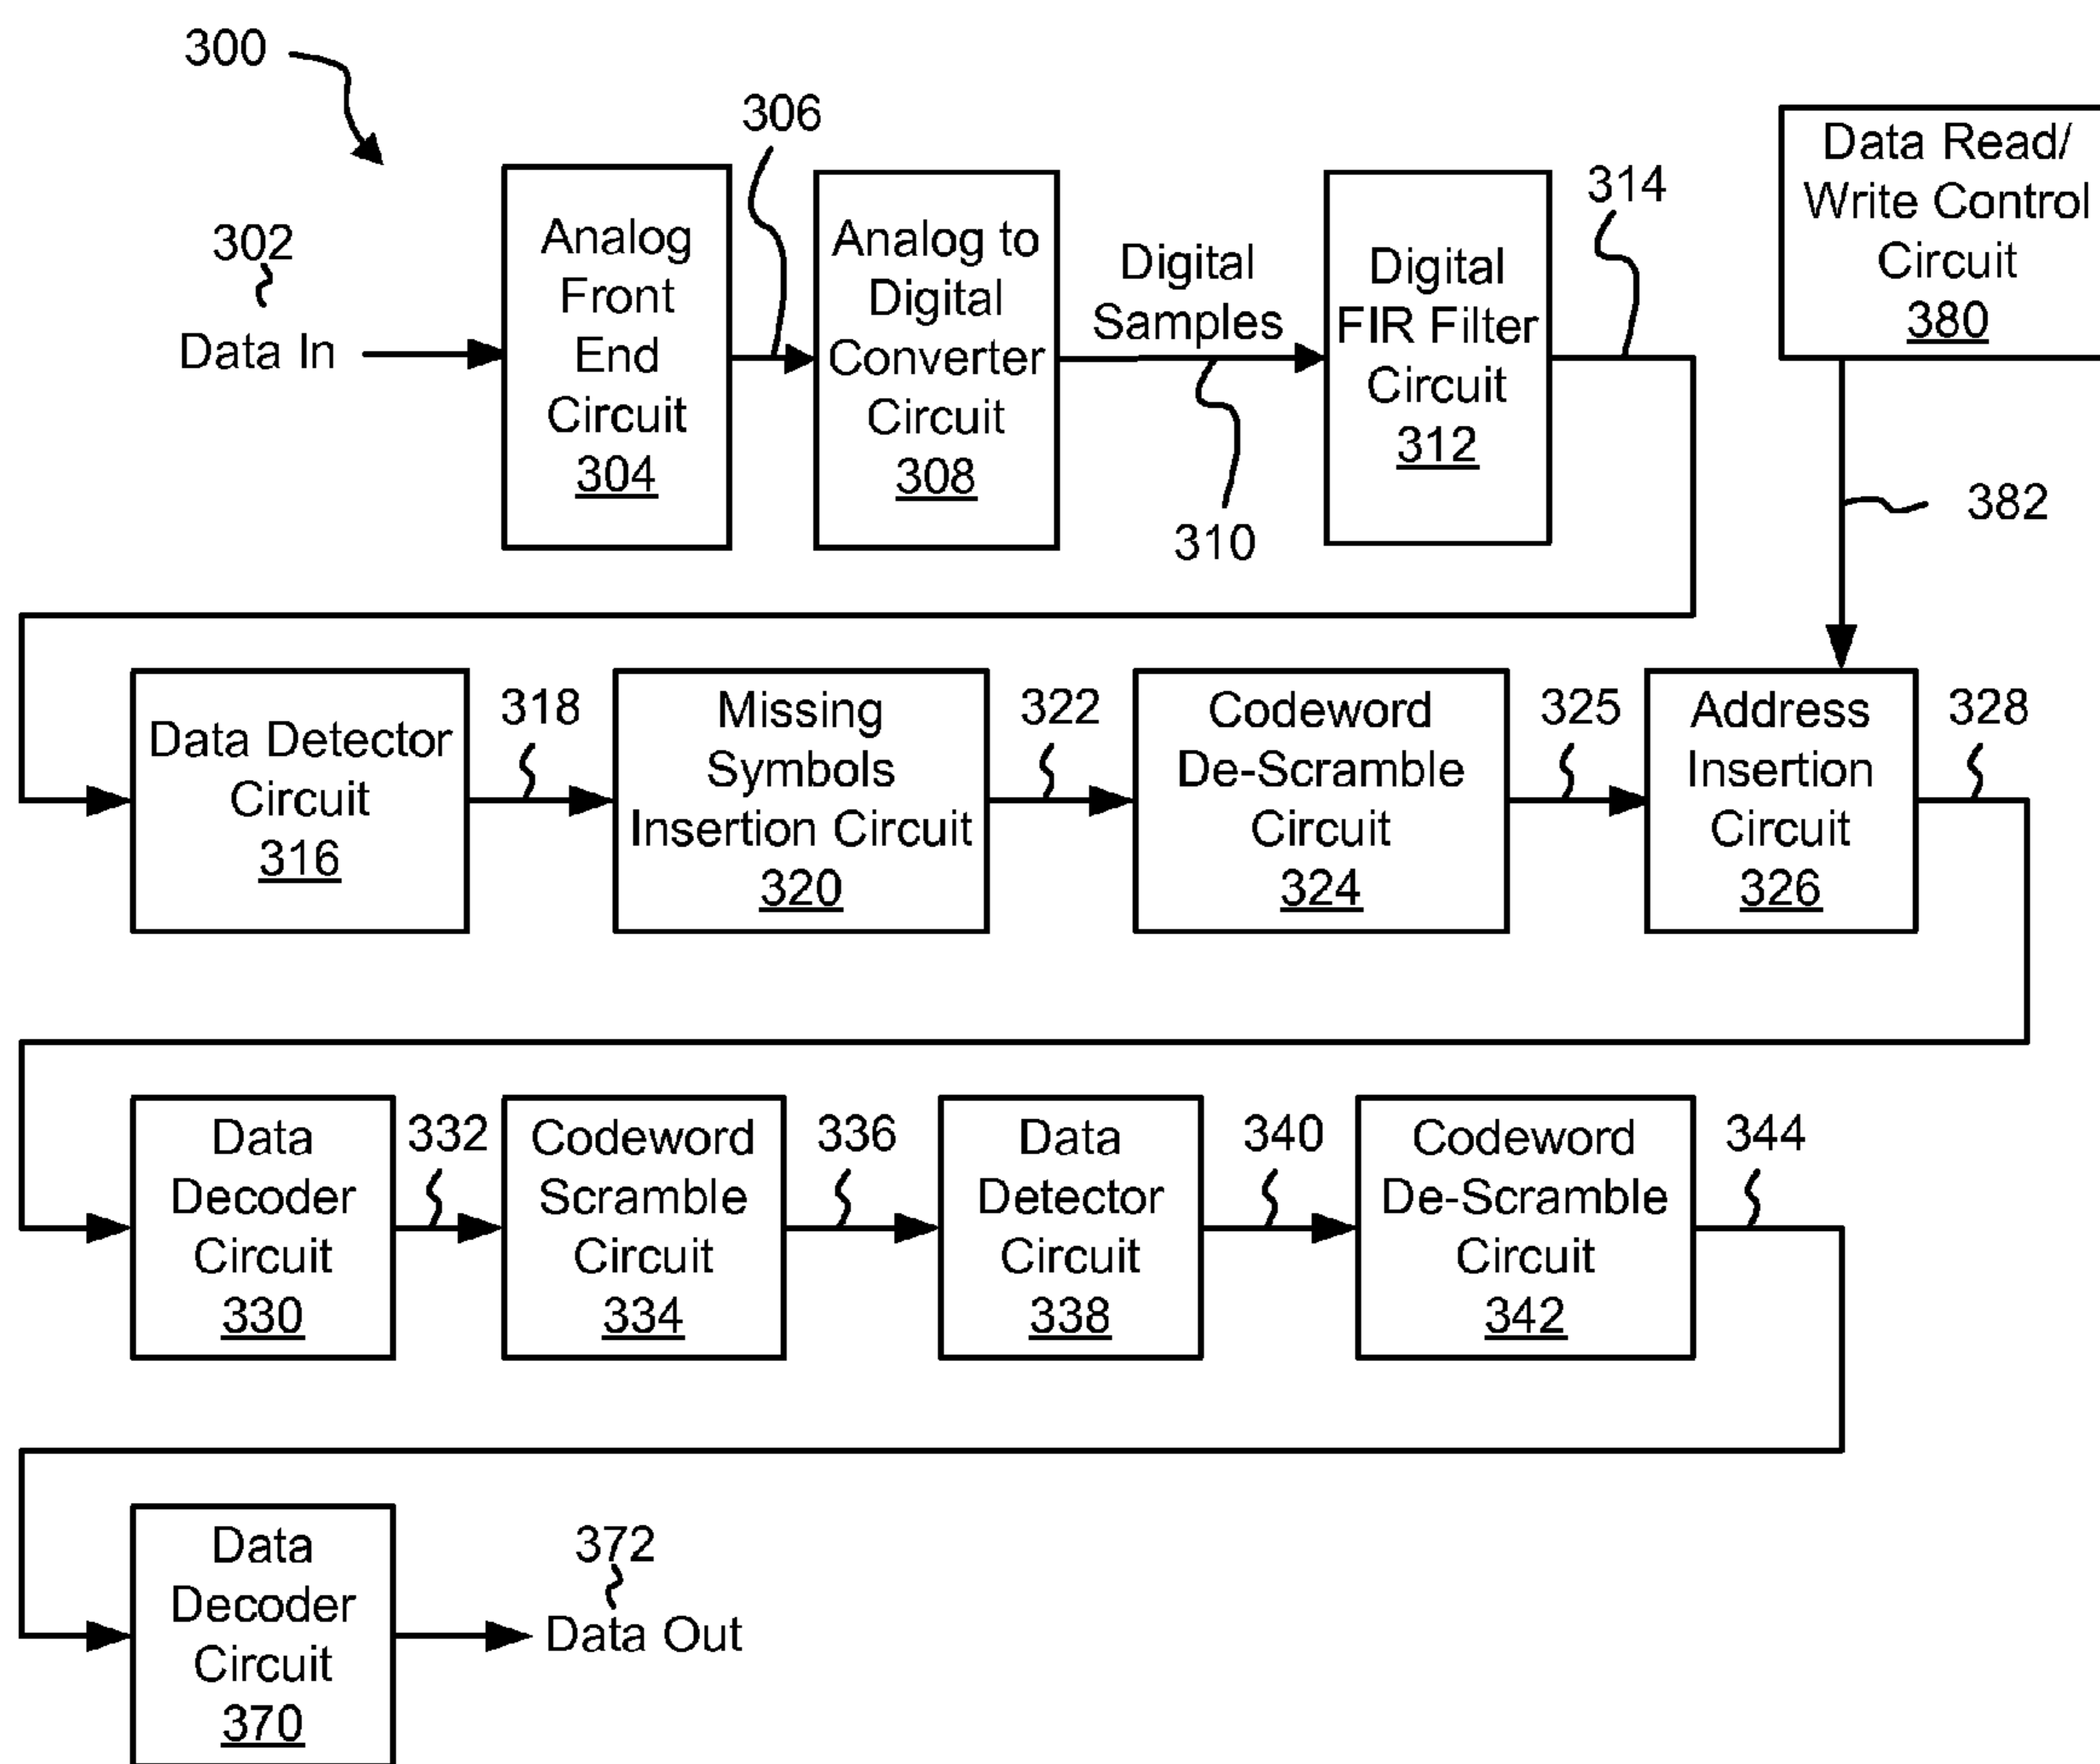 300
306
Data Read/
Write Control
Circuit
380
314
302
Data In
Analog
Front
End
Circuit
304
Analog to
Digital
Converter
Circuit
308
Digital
Samples
310
Digital
FIR Filter
Circuit
312
382
Data Detector
Circuit
316
318
Missing
Symbols
Insertion Circuit
320
322
Codeword
De-Scramble
Circuit
324
325
Address
Insertion
Circuit
326
328
Data
Decoder
Circuit
330
332
Codeword
Scramble
Circuit
334
336
Data
Detector
Circuit
338
340
Codeword
De-Scramble
Circuit
342
344
Data
Decoder
Circuit
370
372
Data Out